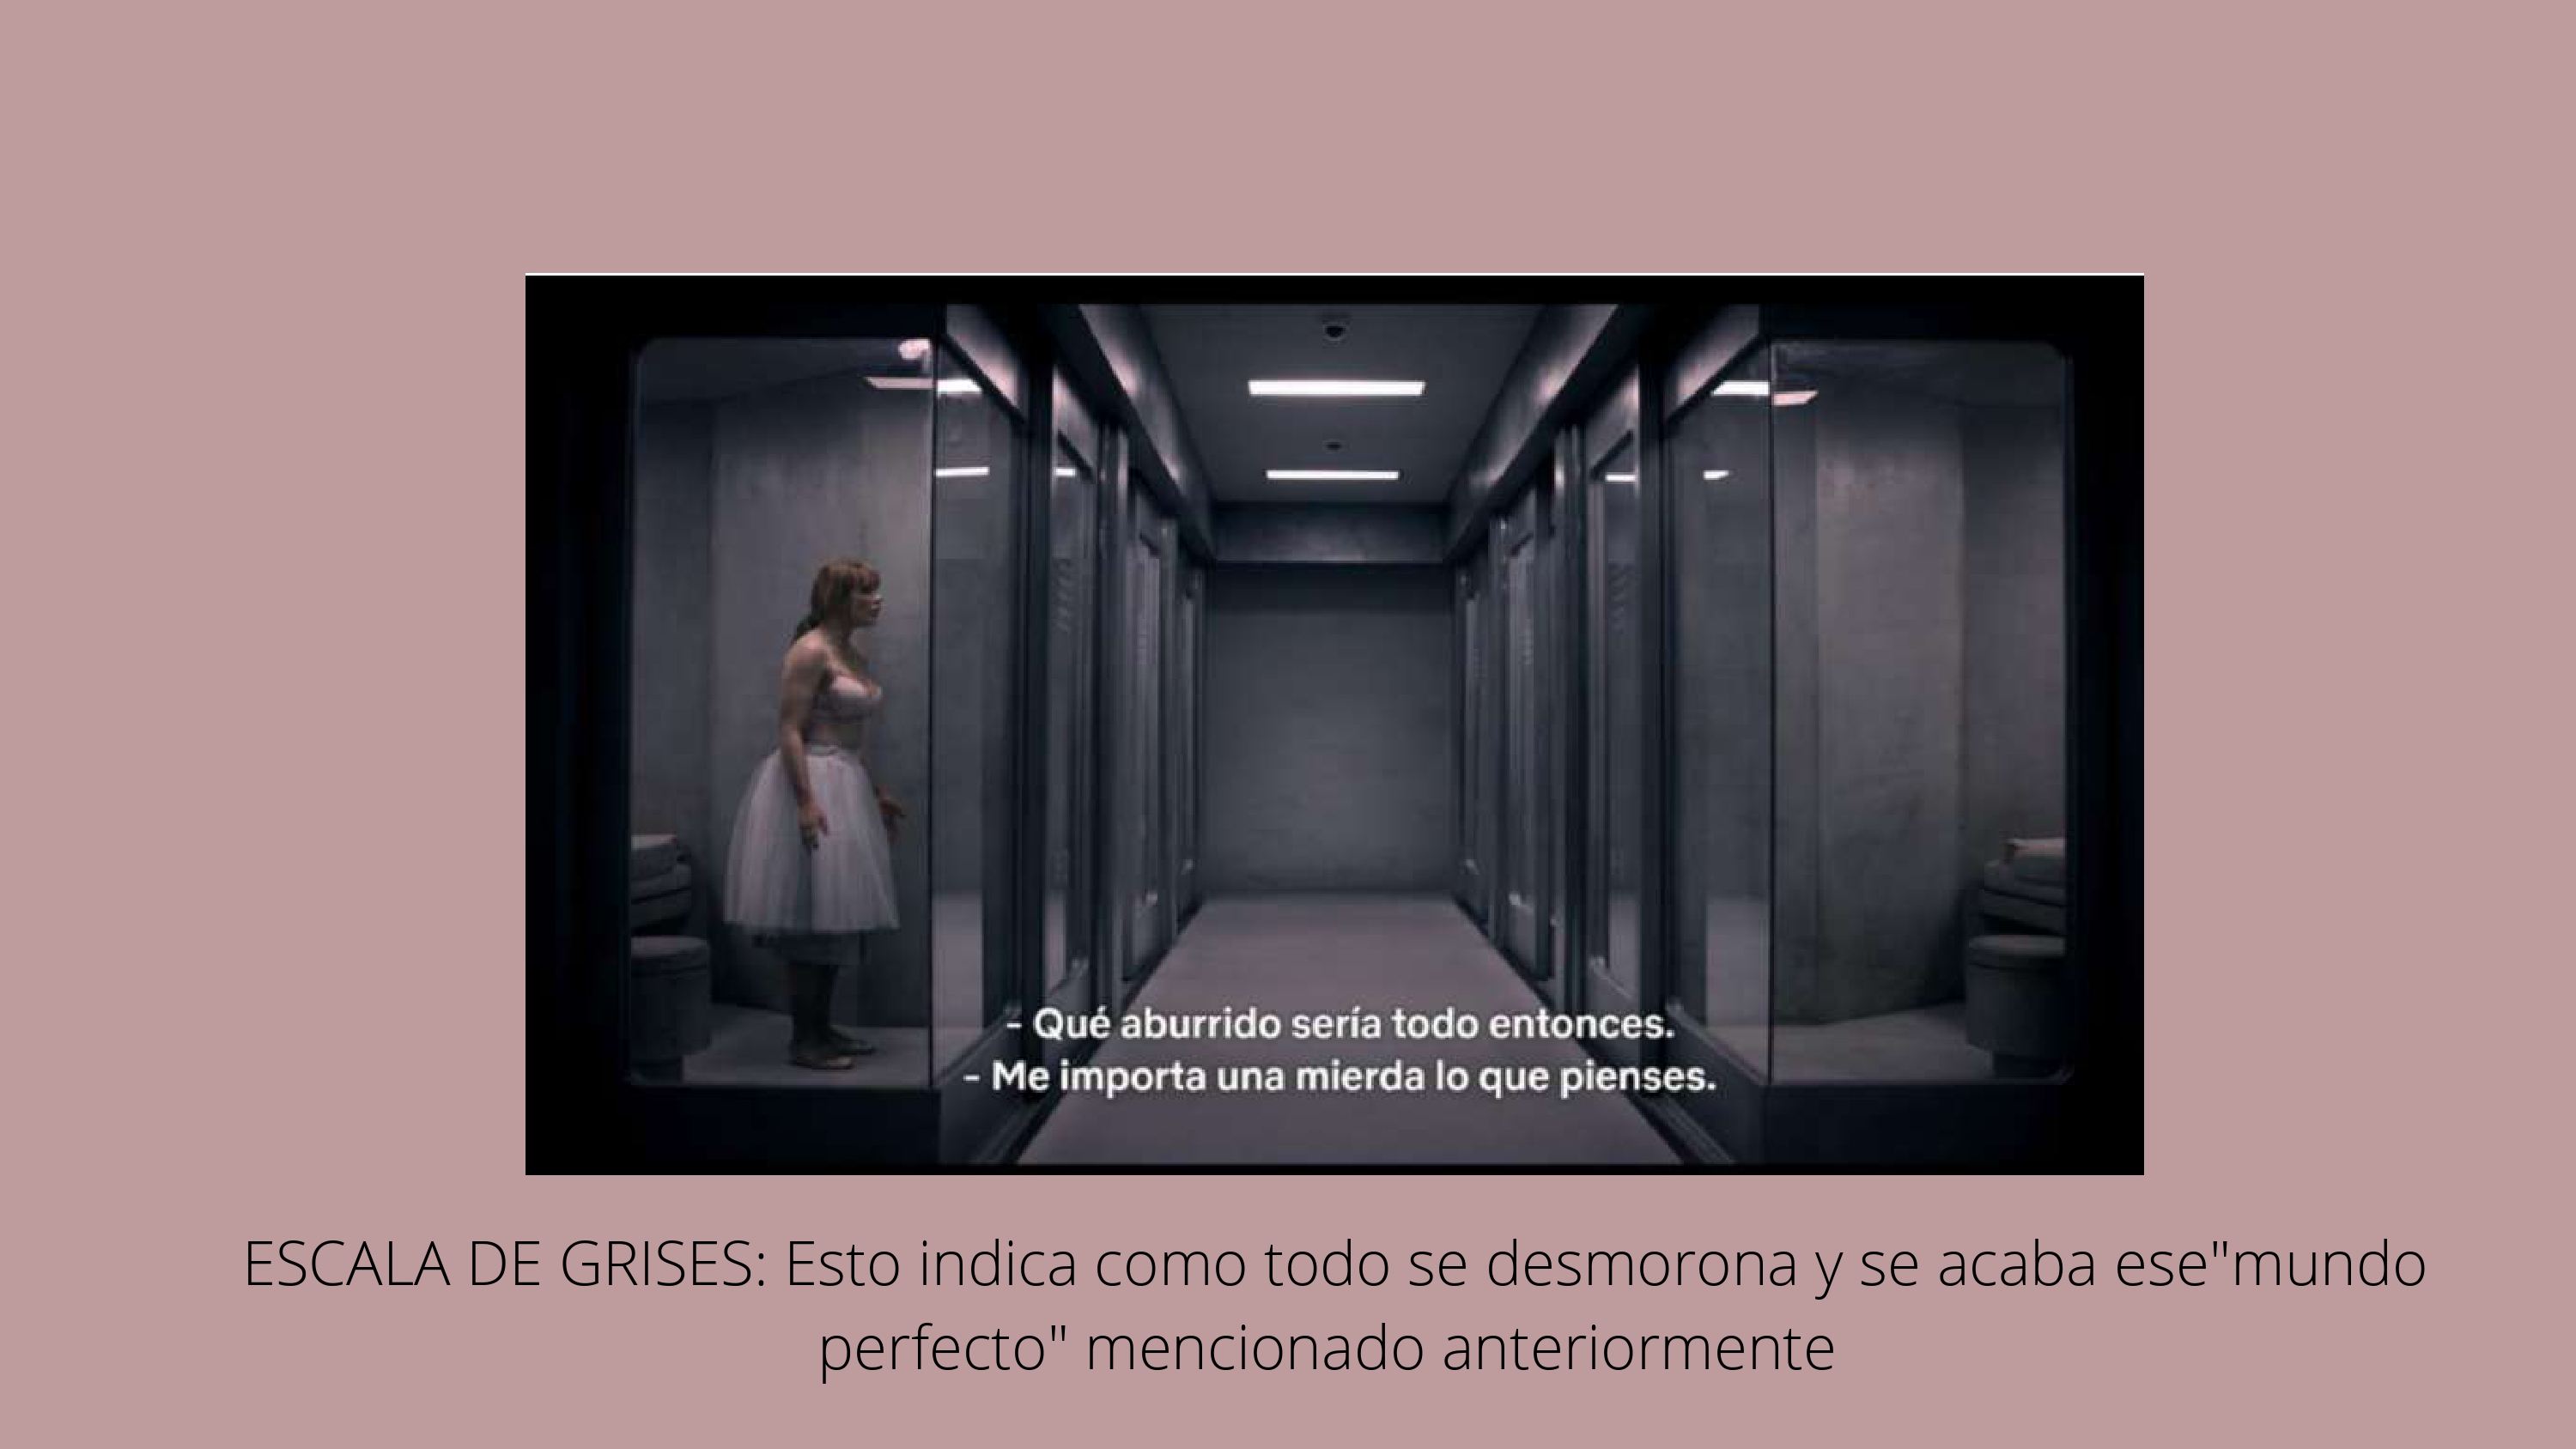 - Qué aburrido sería todo entonces.
- Me importa una mierda lo que pienses.
ESCALA DE GRISES: Esto indica como todo se desmorona y se acaba ese"mundo
perfecto" mencionado anteriormente